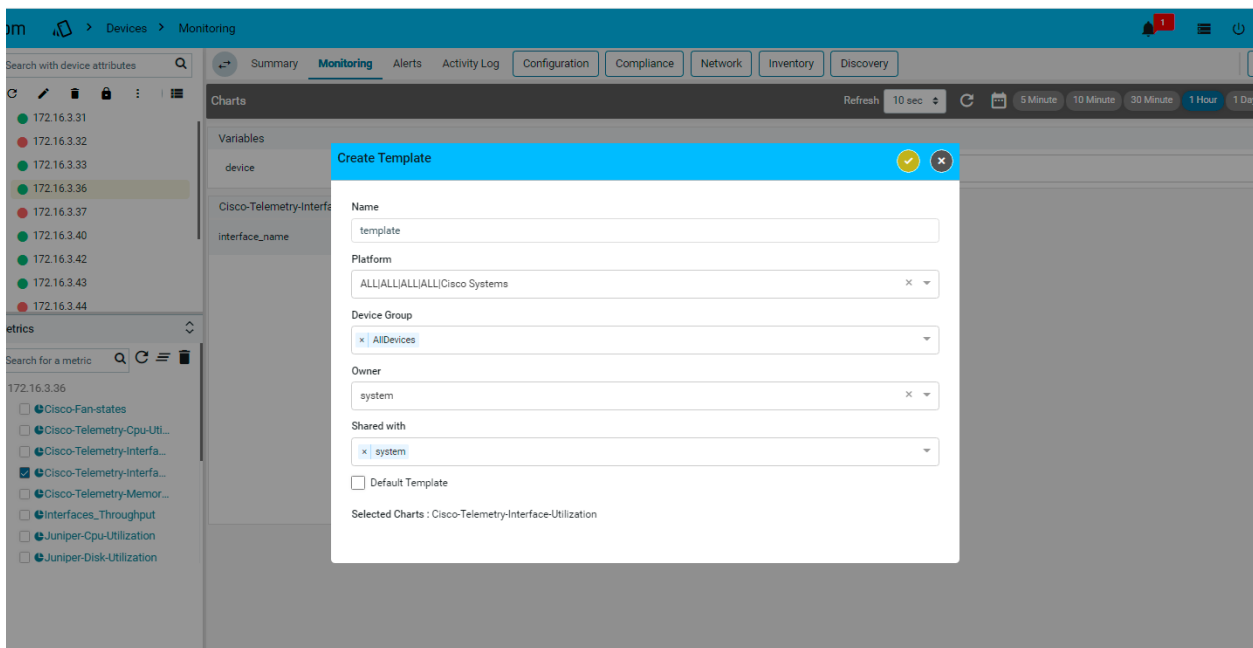 om > Devices > Monitoring 1
Search with device attributes
Summary Monitoring Alerts Activity Log Configuration Compliance Network Inventory Discovery
Charts Refresh 10 sec 5 Minute 10 Minute 30 Minute 1 Hour 1 Da
172.16.3.31
172.16.3.32
172.16.3.33
172.16.3.36
172.16.3.37
172.16.3.40
172.16.3.42
172.16.3.43
172.16.3.44
etrics
Search for a metric
172.16.3.36
Cisco-Fan-states
Cisco-Telemetry-Cpu-Uti...
Cisco-Telemetry-Interfa...
Cisco-Telemetry-Interfa...
Cisco-Telemetry-Memor...
Interfaces_Throughput
Juniper-Cpu-Utilization
Juniper-Disk-Utilization
Variables
device
Cisco-Telemetry-Interfa
interface_name
Create Template
Name
template
Platform
ALL|ALL|ALL|ALL|Cisco Systems
Device Group
× AllDevices
Owner
system
Shared with
× system
Default Template
Selected Charts : Cisco-Telemetry-Interface-Utilization